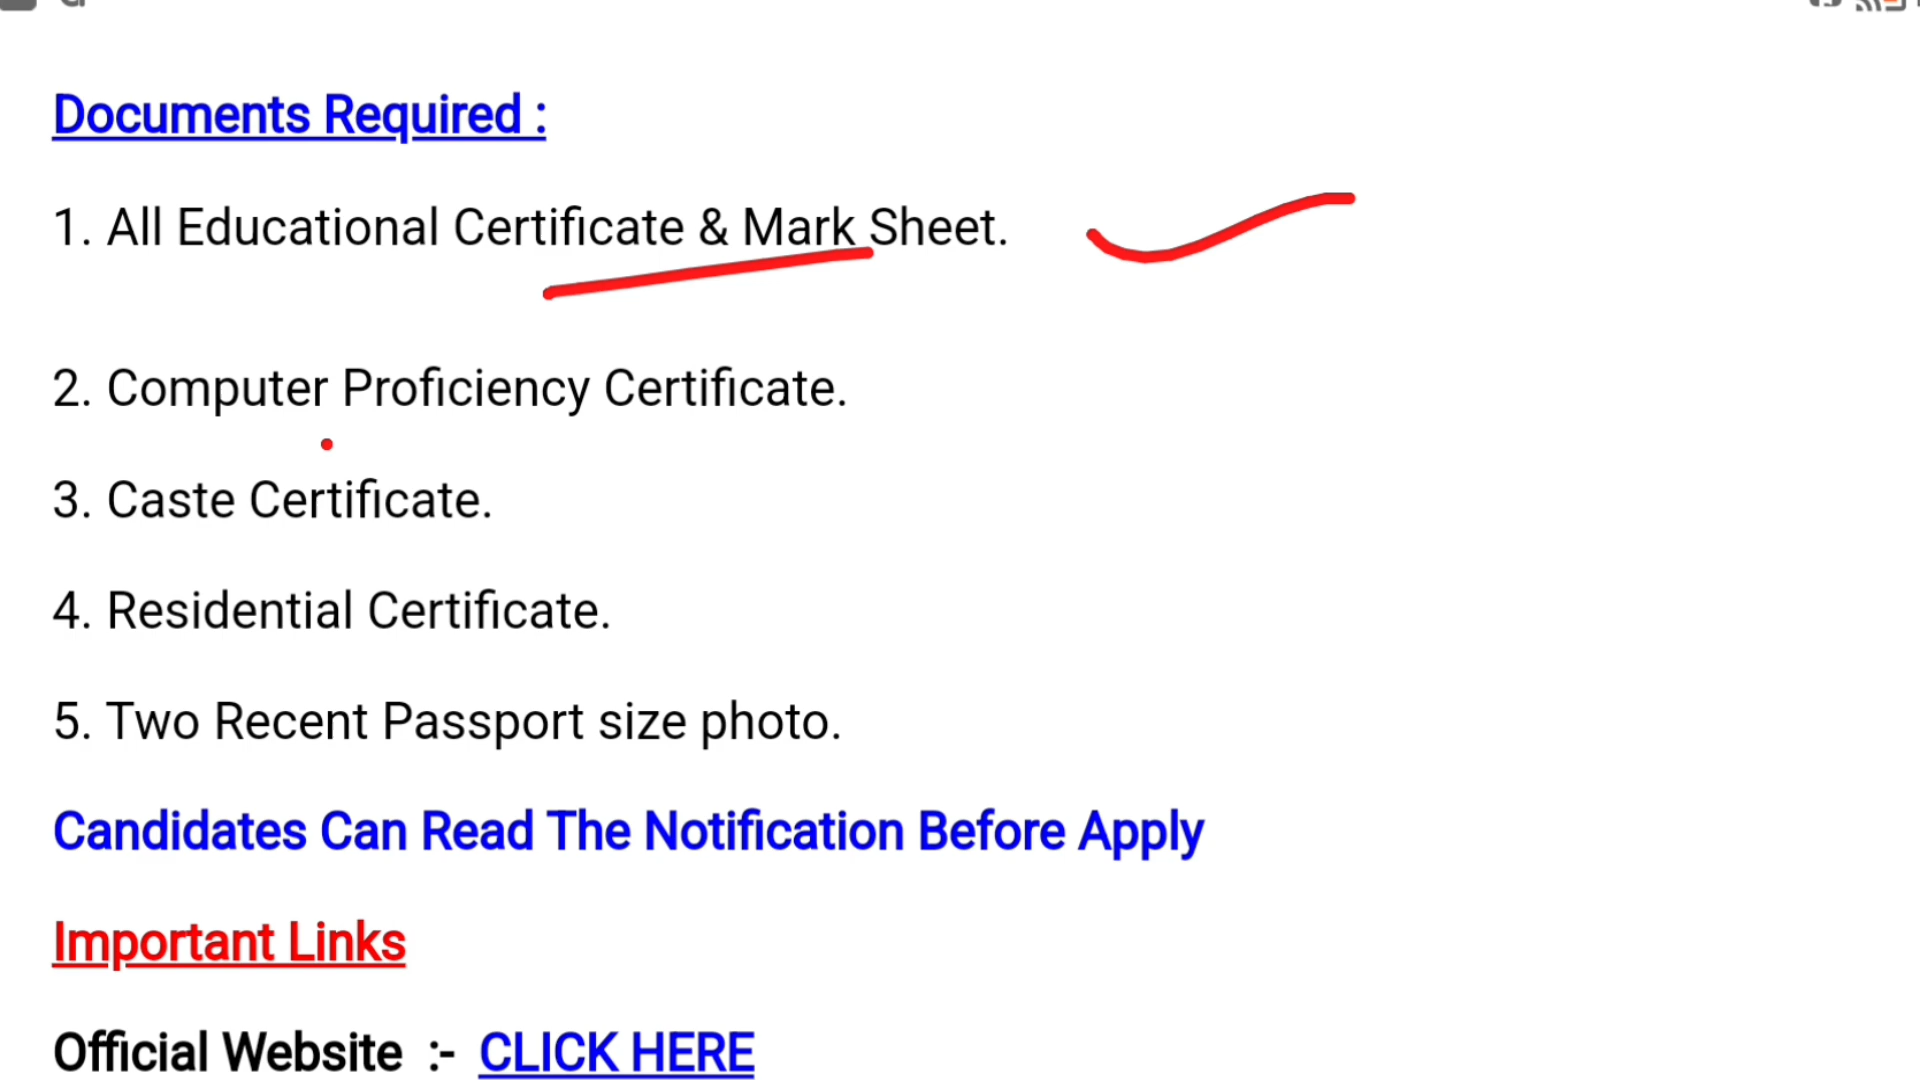 Documents Required :
1. All Educational Certificate & Mark Sheet.
2. Computer Proficiency Certificate.
3. Caste Certificate.
4. Residential Certificate.
5. Two Recent Passport size photo.
Candidates Can Read The Notification Before Apply
Important Links
Official Website :- CLICK HERE